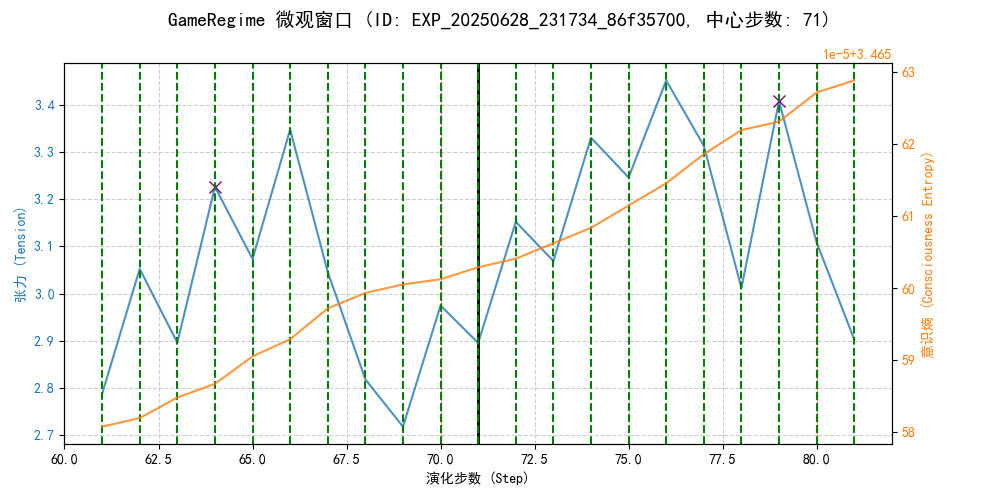 GameRegime 微观窗口 (ID: EXP_20250628_231734_86f35700, 中心步数: 71)
1e-5+3.465
张力 (Tension)
3.4
3.3
3.2
3.1
3.0
2.9
2.8
2.7
63
62
61
60
59
58
意识熵 (Consciousness Entropy)
60.0 62.5 65.0 67.5 70.0 72.5 75.0 77.5 80.0
演化步数 (Step)